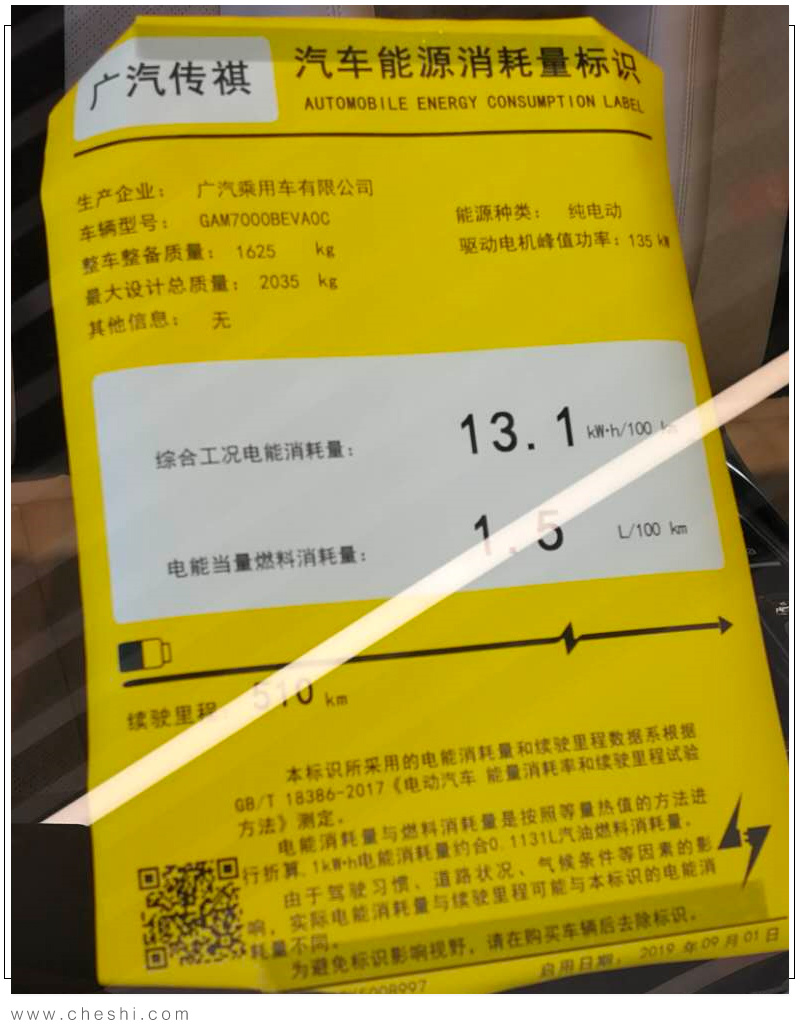 广汽传祺
汽车能源消耗量标识
AUTOMOBILE ENERGY CONSUMPTION LABEL
生产企业： 广汽乘用车有限公司
车辆型号： GAM7000BEVA0C
能源种类： 纯电动
整车整备质量： 1625 kg
驱动电机峰值功率：135 kW
最大设计总质量： 2035 kg
其他信息： 无
综合工况电能消耗量： 13.1 kW·h/100 km
电能当量燃料消耗量： 1.5 L/100 km
续驶里程： 510 km
本标识所采用的电能消耗量和续驶里程数据系根据
GB/T 18386-2017《电动汽车 能量消耗率和续驶里程试验
方法》测定。
电能消耗量与燃料消耗量是按照等量热值的方法进
行折算，1kW·h电能消耗量约合0.1131L汽油燃料消耗量。
由于驾驶习惯、道路状况、气候条件等因素的影
响，实际电能消耗量与续驶里程可能与本标识的电能消
耗量不同。
为避免标识影响视野，请在购买车辆后去除标识。
启用日期： 2019 年 09 月 01 日
www.cheshi.com